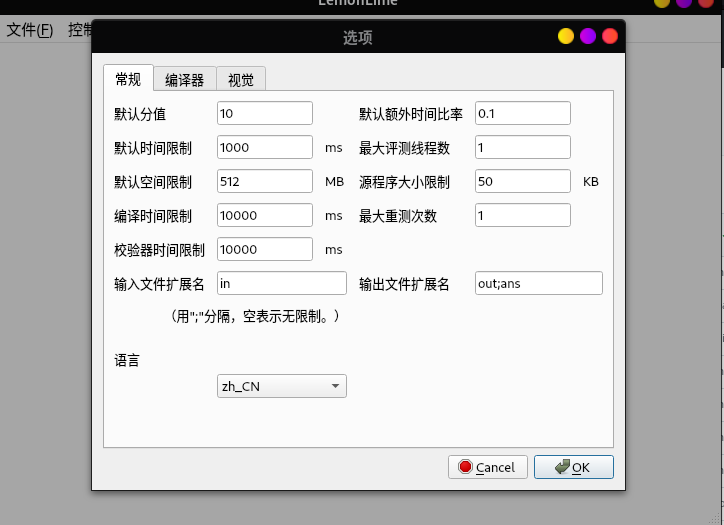 LemonLime
文件(F) 控制
选项
常规 编译器 视觉
默认分值 10 默认额外时间比率 0.1
默认时间限制 1000 ms 最大评测线程数 1
默认空间限制 512 MB 源程序大小限制 50 KB
编译时间限制 10000 ms 最大重测次数 1
校验器时间限制 10000 ms
输入文件扩展名 in 输出文件扩展名 out;ans
（用";"分隔，空表示无限制。）
语言
zh_CN
Cancel OK